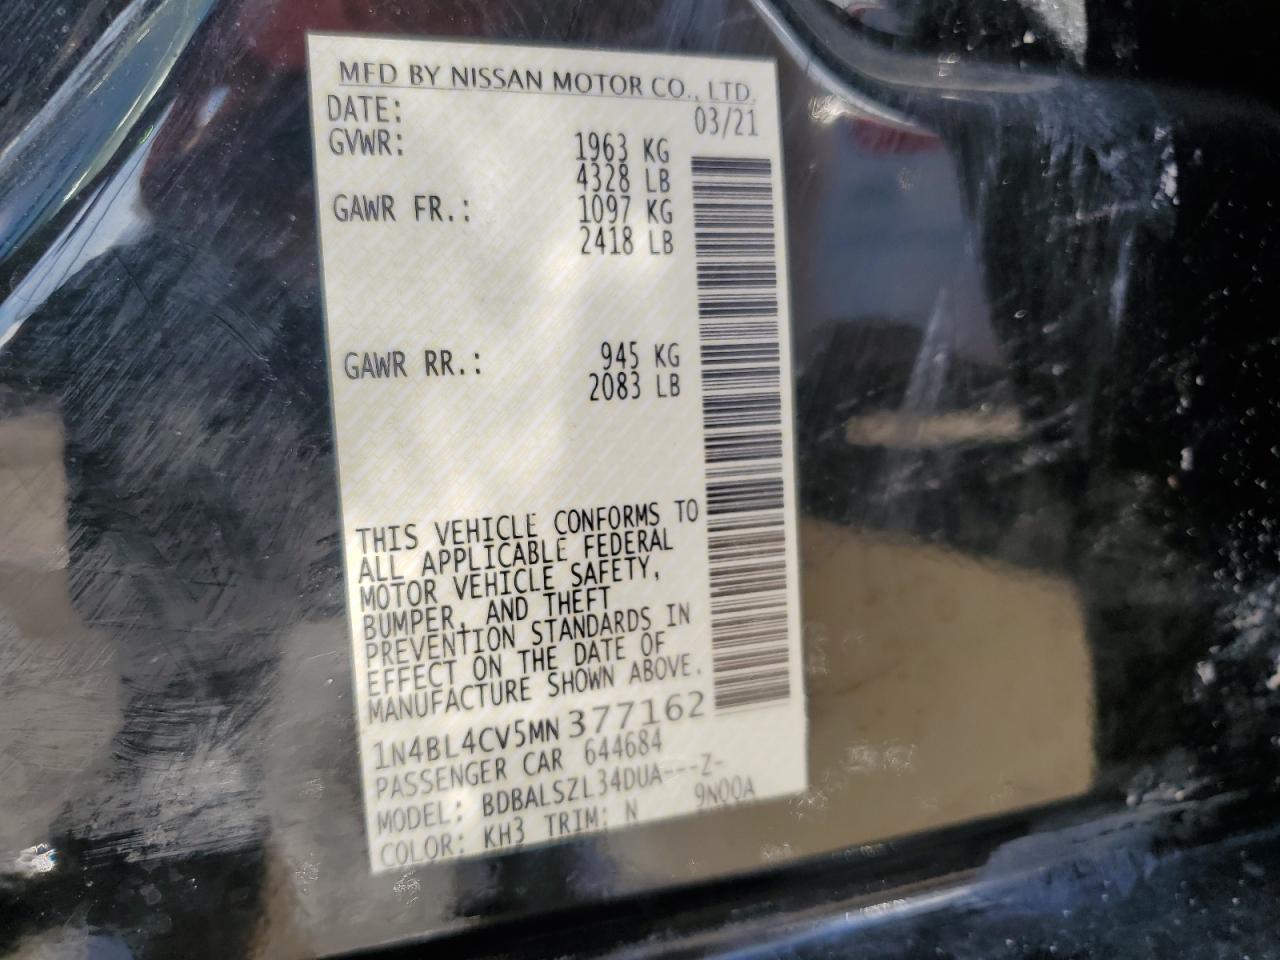 MFD BY NISSAN MOTOR CO., LTD.
DATE: 03/21
GVWR: 1963 KG
4328 LB
GAWR FR.: 1097 KG
2418 LB
GAWR RR.: 945 KG
2083 LB
THIS VEHICLE CONFORMS TO
ALL APPLICABLE FEDERAL
MOTOR VEHICLE SAFETY,
BUMPER, AND THEFT
PREVENTION STANDARDS IN
EFFECT ON THE DATE OF
MANUFACTURE SHOWN ABOVE.
1N4BL4CV5MN377162
PASSENGER CAR 644684
MODEL: BDBALSZL34DUA---Z-
COLOR: KH3 TRIM: N 9N00A